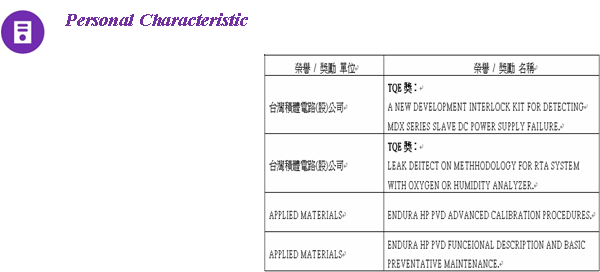 Personal Characteristic
榮譽 / 獎勵 單位
榮譽 / 獎勵 名稱
台灣積體電路(股)公司
TQE 獎：
A NEW DEVELOPMENT INTERLOCK KIT FOR DETECTING
MDX SERIES SLAVE DC POWER SUPPLY FAILURE.
台灣積體電路(股)公司
TQE 獎：
LEAK DEITECT ON METHHODOLOGY FOR RTA SYSTEM
WITH OXYGEN OR HUMIDITY ANALYZER.
APPLIED MATERIALS
ENDURA HP PVD ADVANCED CALIBRATION PROCEDURES.
APPLIED MATERIALS
ENDURA HP PVD FUNCEIONAL DESCRIPTION AND BASIC
PREVENTATIVE MAINTENANCE.